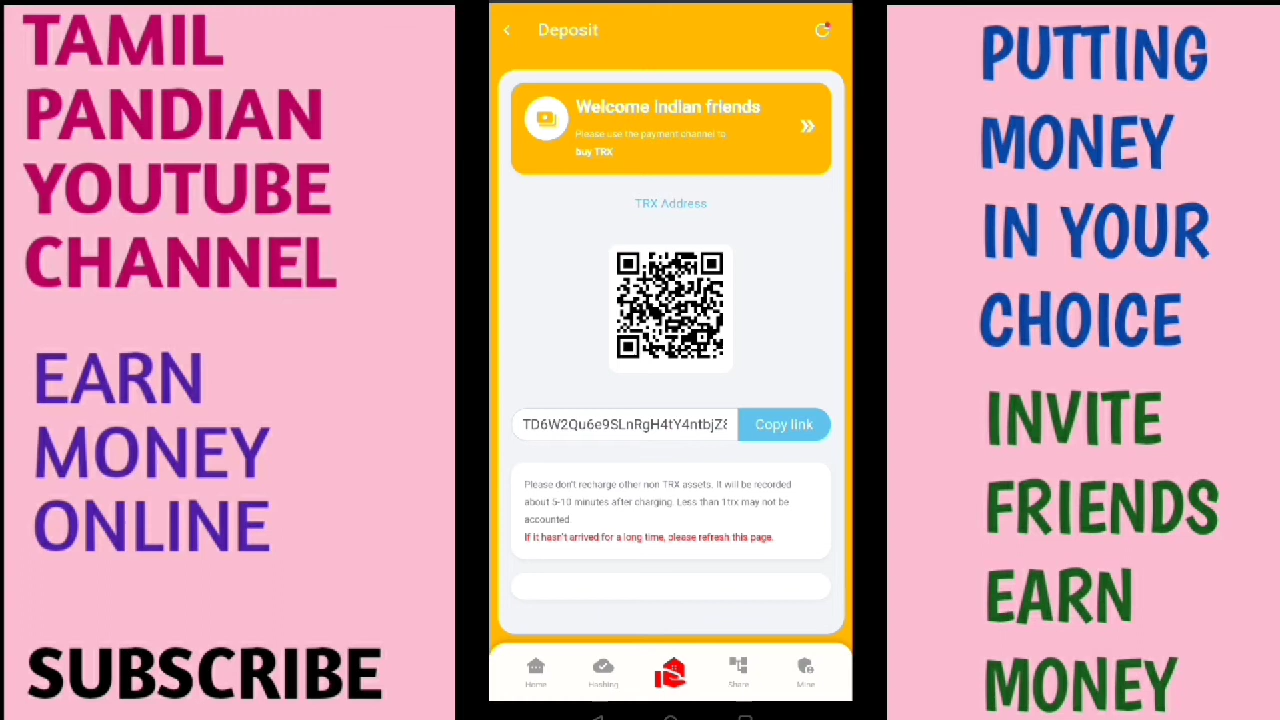 TAMIL
PANDIAN
YOUTUBE
CHANNEL
EARN
MONEY
ONLINE
SUBSCRIBE
Deposit
Welcome Indian friends
Please use the payment channel to
buy TRX
TRX Address
TD6W2Qu6e9SLnRgH4tY4ntbjZ8
Copy link
Please don't recharge other non TRX assets. It will be recorded
about 5-10 minutes after charging. Less than 1trx may not be
accounted
If it hasn't arrived for a long time, please refresh this page.
Home
Hashing
Share
Mine
PUTTING
MONEY
IN YOUR
CHOICE
INVITE
FRIENDS
EARN
MONEY